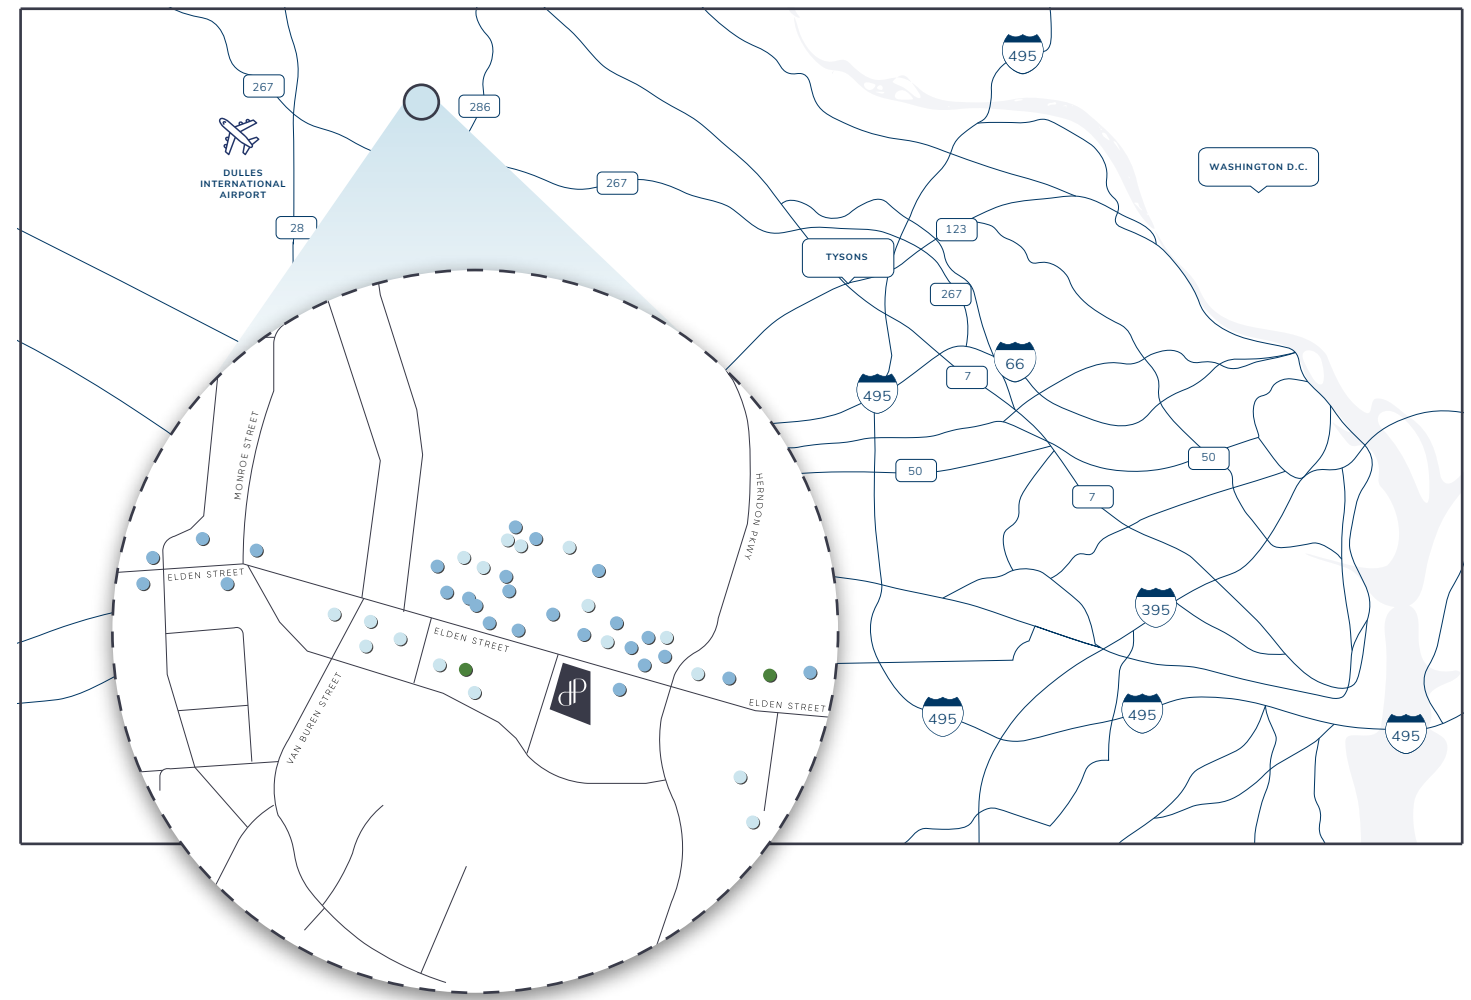 495
267
286
DULLES
INTERNATIONAL
AIRPORT
WASHINGTON D.C.
267
28
123
TYSONS
267
66
7
495
50
50
7
MONROE STREET
HERNDON PKWY
ELDEN STREET
ELDEN STREET
395
VAN BUREN STREET
dP
ELDEN STREET
495
495
495